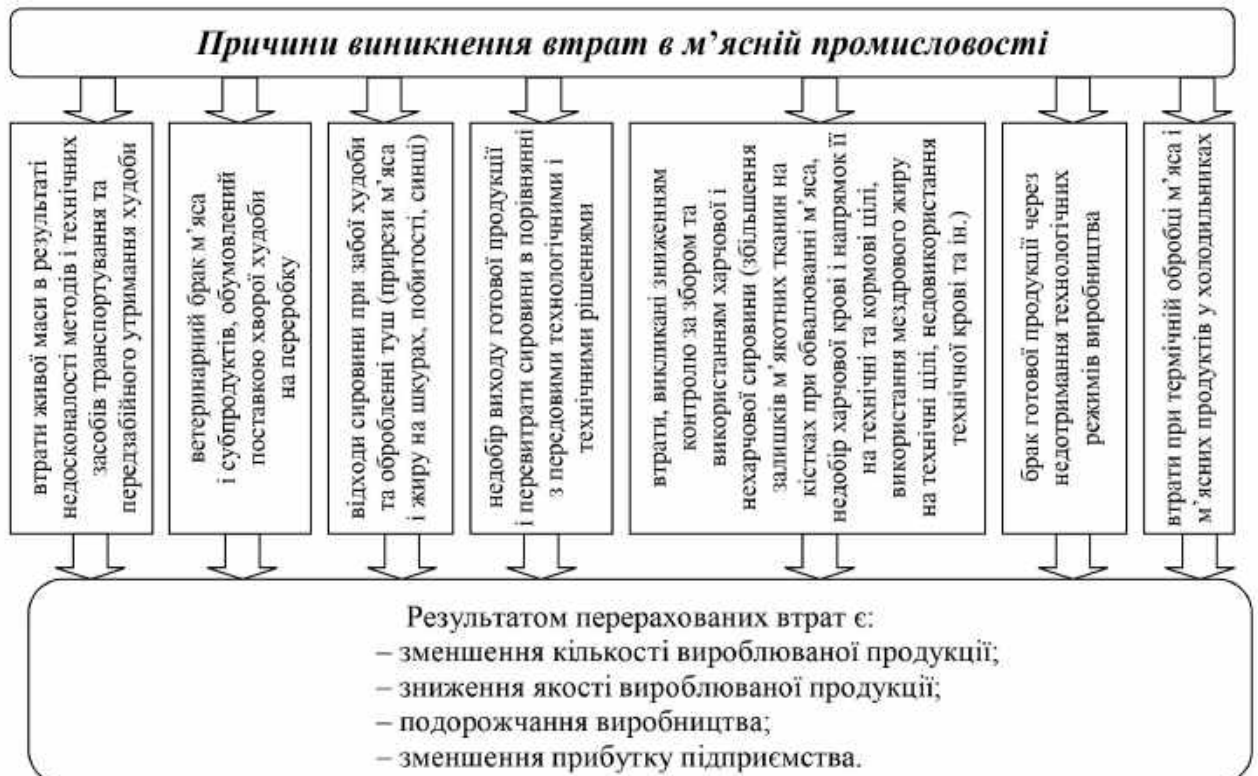 Причини виникнення втрат в м’ясній промисловості
втрати живої маси в результаті
недосконалості методів і технічних
засобів транспортування та
передзабійного утримання худоби
ветеринарний брак м’яса
і субпродуктів, обумовлений
поставкою хворої худоби
на переробку
відходи сировини при забої худоби
та обробленні туш (прирези м’яса
і жиру на шкурах, побитості, синці)
недобір виходу готової продукції
і перевитрати сировини в порівнянні
з передовими технологічними і
технічними рішеннями
втрати, викликані зниженням
контролю за збором та
використанням харчової і
нехарчової сировини (збільшення
залишків м’якотних тканин на
кістках при обвалюванні м’яса,
недобір харчової крові і напрямок її
на технічні та кормові цілі,
використання мездрового жиру
на технічні цілі, недовикористання
технічної крові та ін.)
брак готової продукції через
недотримання технологічних
режимів виробництва
втрати при термічній обробці м’яса і
м’ясних продуктів у холодильниках
Результатом перерахованих втрат є:
– зменшення кількості вироблюваної продукції;
– зниження якості вироблюваної продукції;
– подорожчання виробництва;
– зменшення прибутку підприємства.